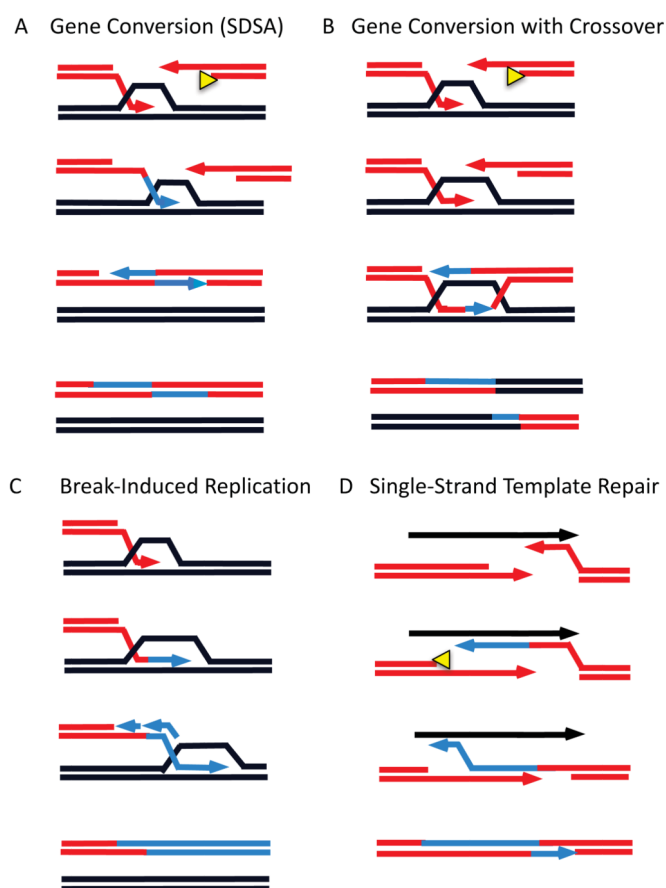 A Gene Conversion (SDSA)
B Gene Conversion with Crossover
C Break-Induced Replication
D Single-Strand Template Repair